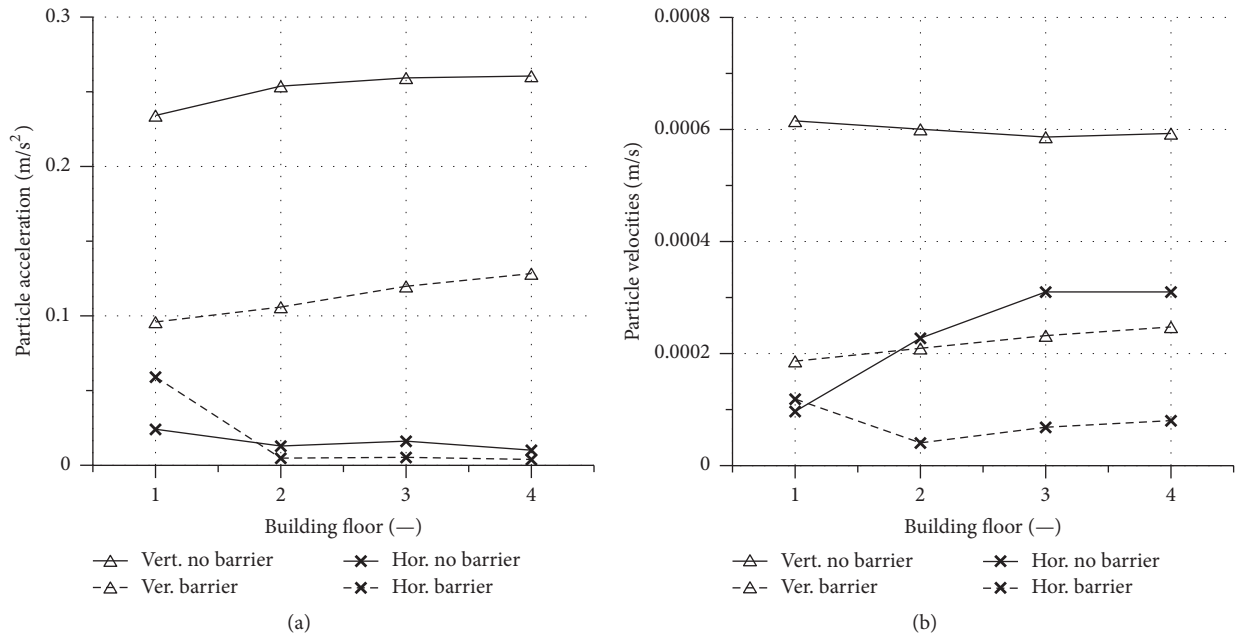 0.3
0.2
0.1
0
Particle acceleration (m/s²)
1 2 3 4
Building floor (—)
Vert. no barrier
Ver. barrier
Hor. no barrier
Hor. barrier
(a)
0.0008
0.0006
0.0004
0.0002
0
Particle velocities (m/s)
1 2 3 4
Building floor (—)
Vert. no barrier
Ver. barrier
Hor. no barrier
Hor. barrier
(b)